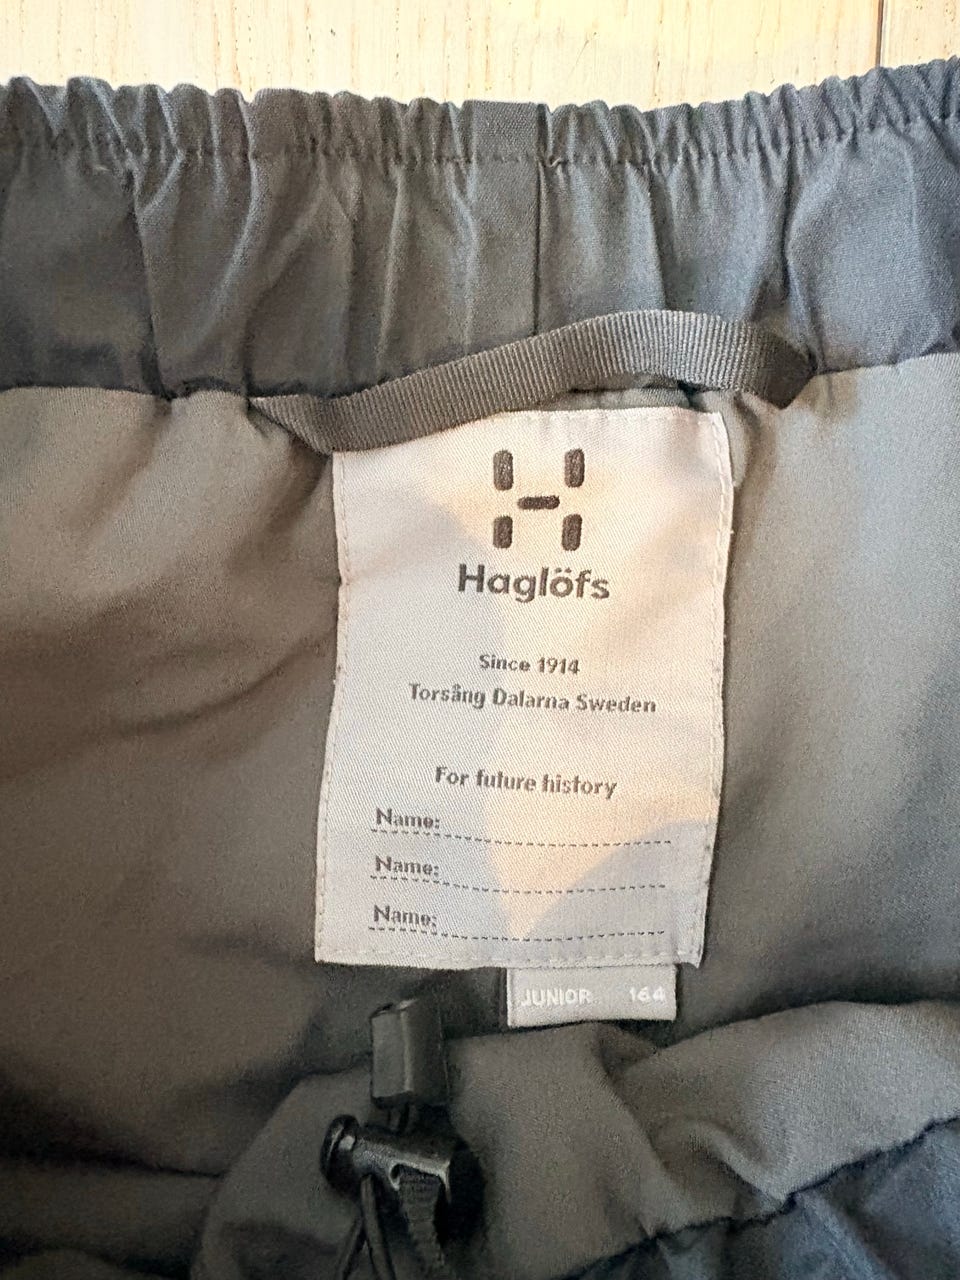 Haglöfs
Since 1914
Torsång Dalarna Sweden
For future history
Name:
Name:
Name:
JUNIOR 164